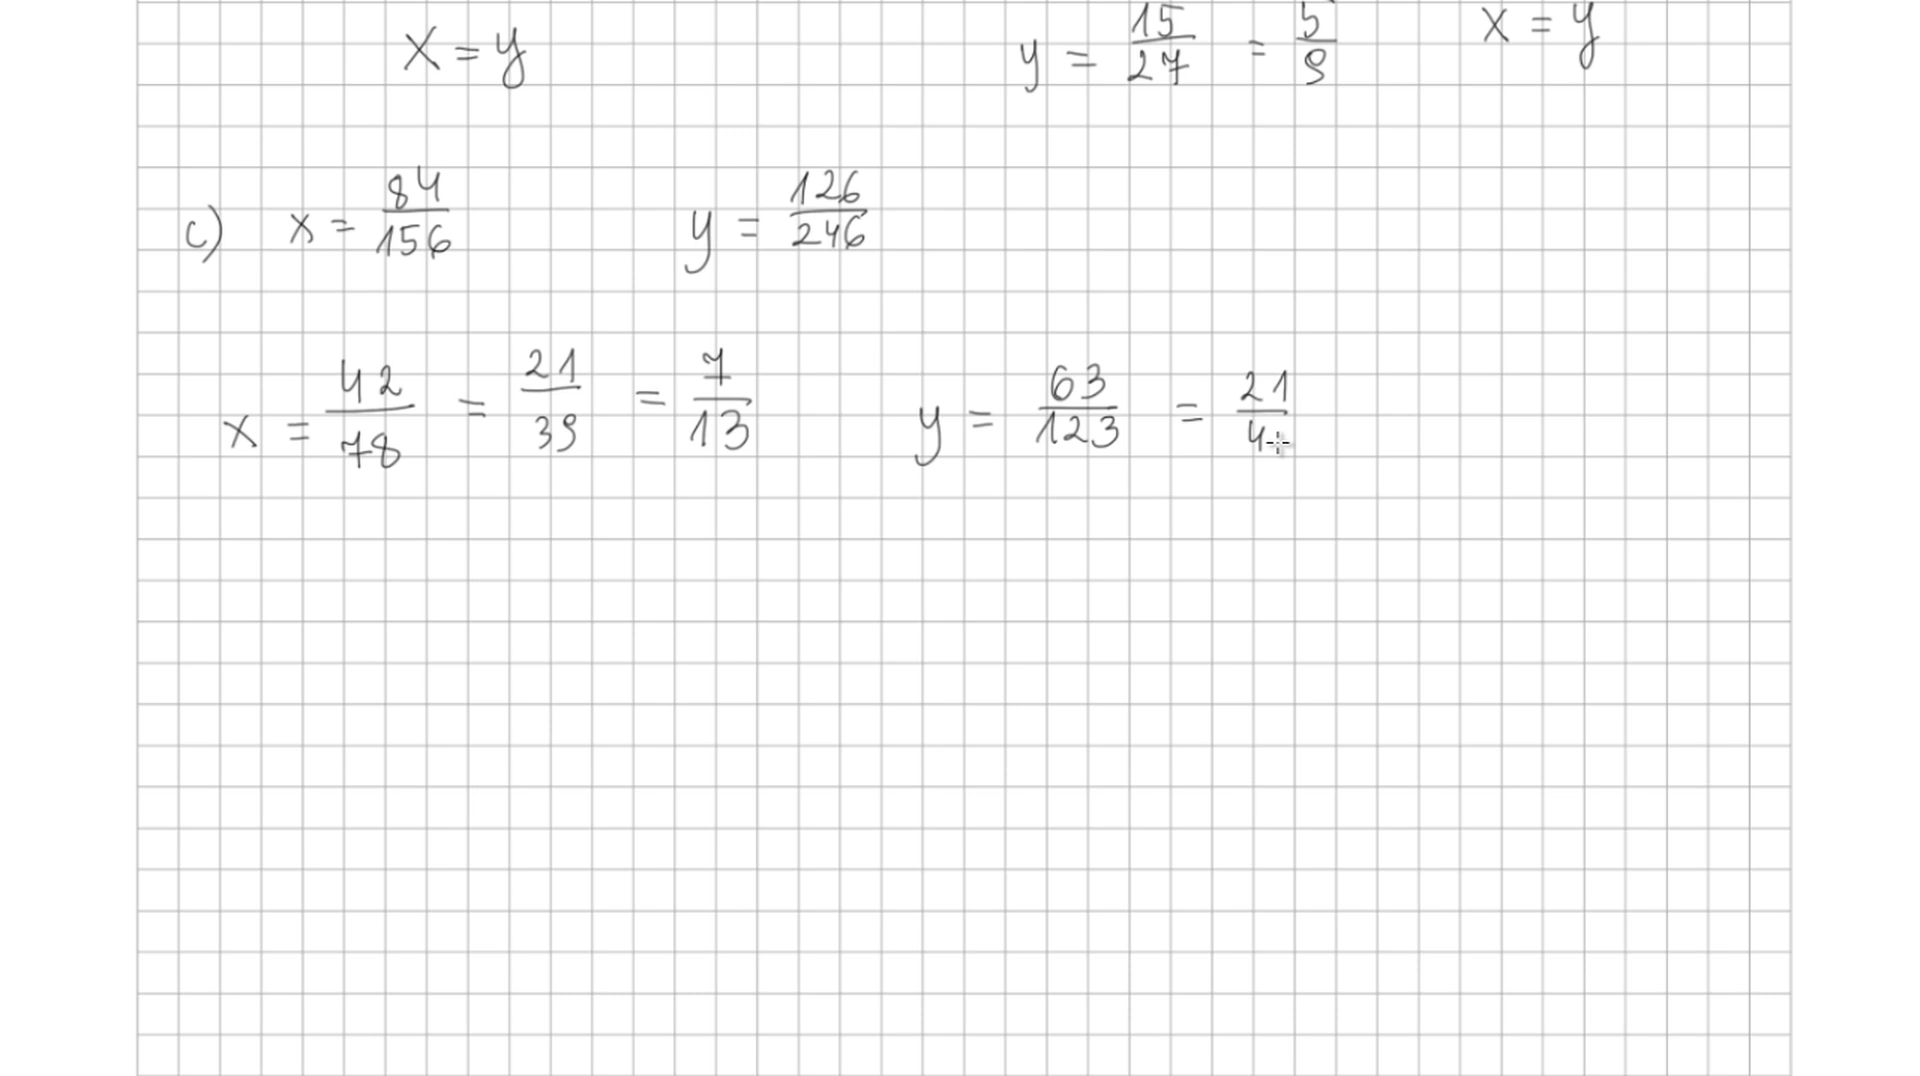 x = y y = 15/27 = 5/9 x = y
c) x = 84/156 y = 126/246
x = 42/78 = 21/39 = 7/13 y = 63/123 = 21/4